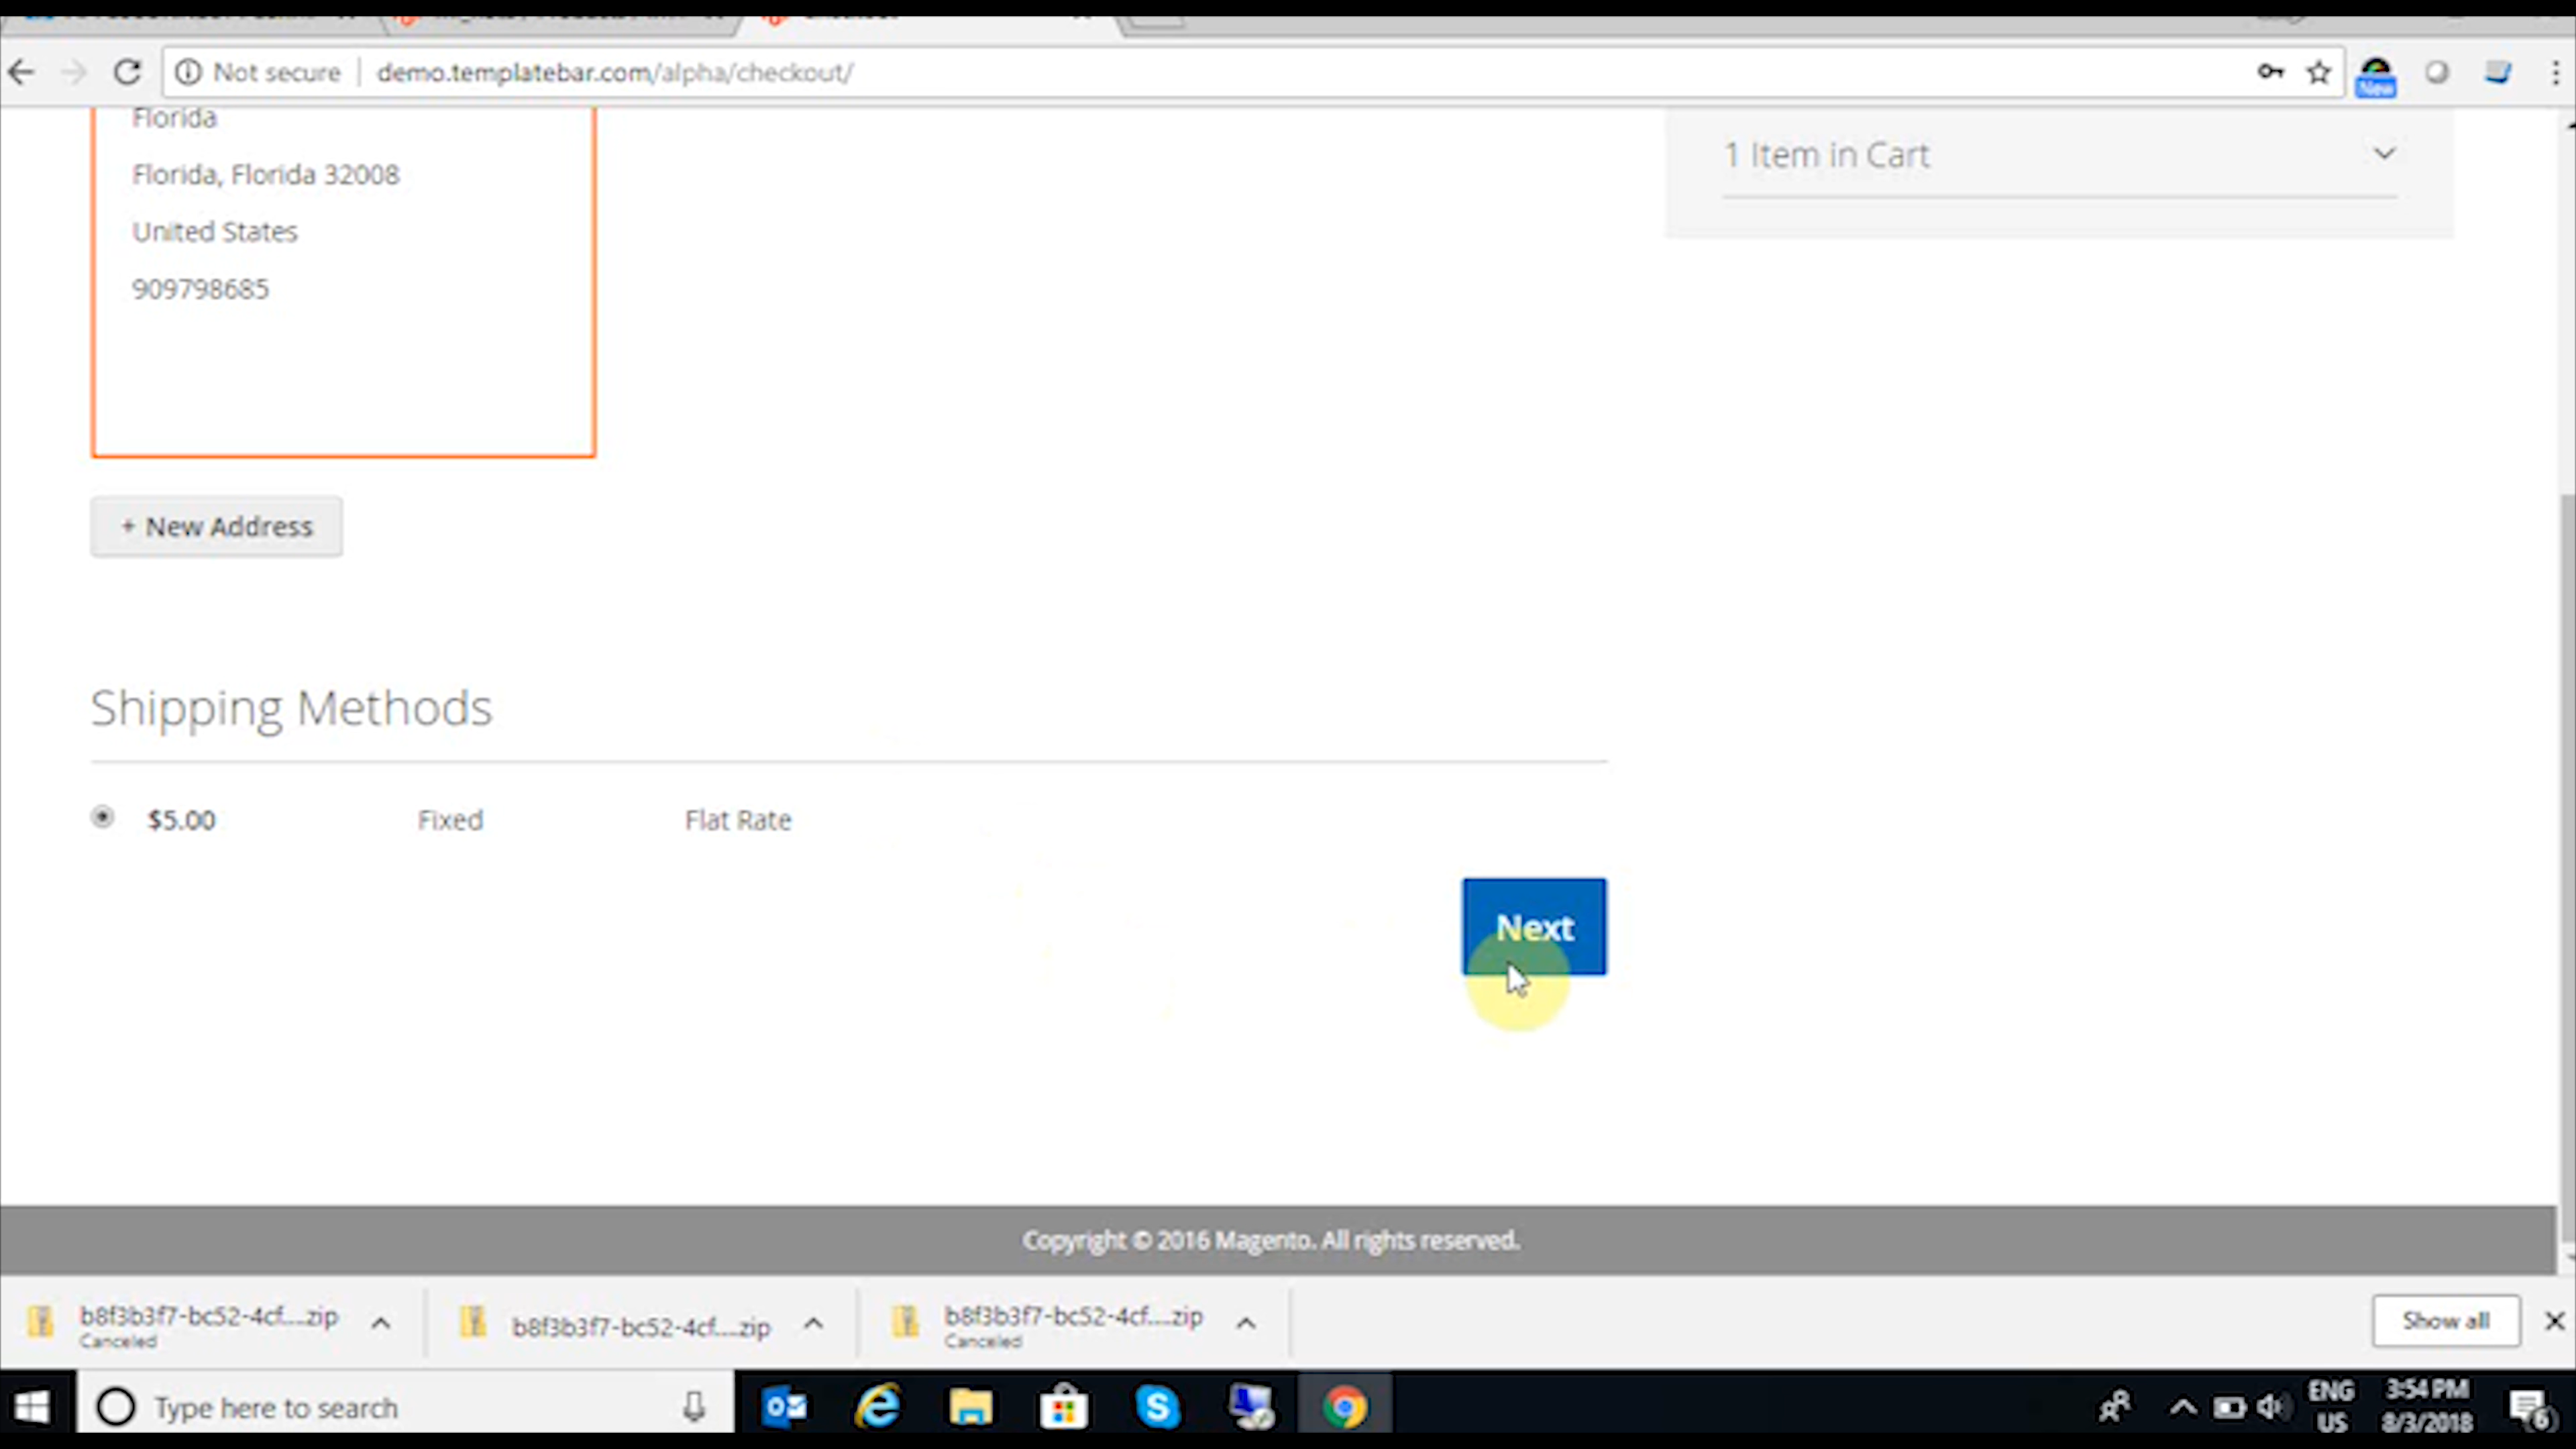 Not secure | demo.templatebar.com/alpha/checkout/
New
Florida
Florida, Florida 32008
United States
909798685
1 Item in Cart
+ New Address
Shipping Methods
$5.00 Fixed Flat Rate
Next
Copyright © 2016 Magento. All rights reserved.
b8f3b3f7-bc52-4cf....zip
Canceled
b8f3b3f7-bc52-4cf....zip
b8f3b3f7-bc52-4cf....zip
Canceled
Show all
Type here to search
ENG
US
3:54 PM
8/3/2018
6